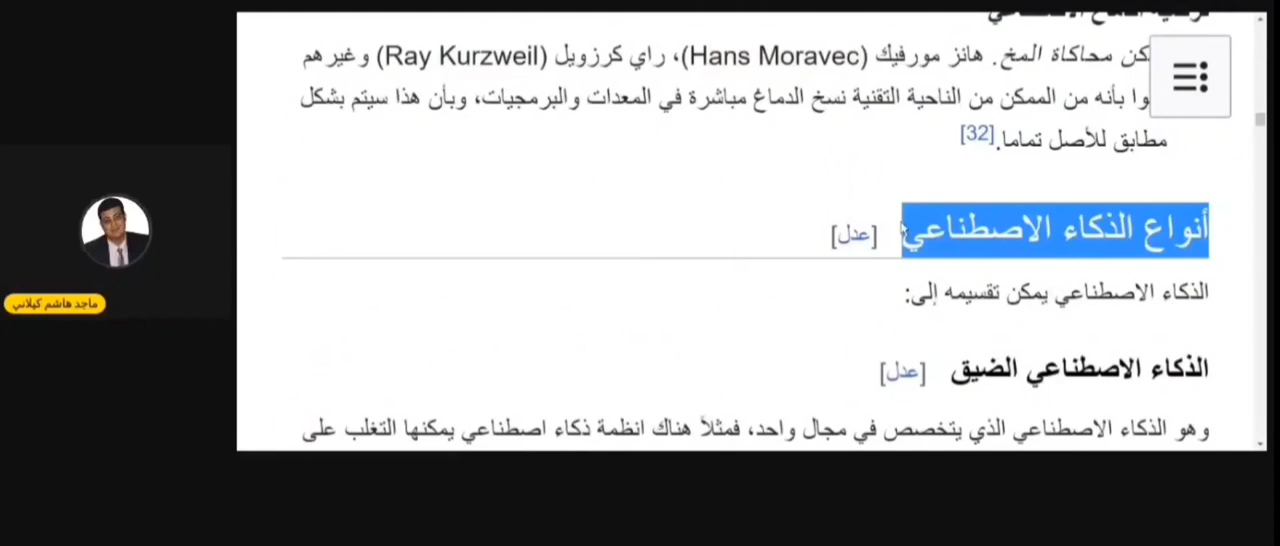 كن محاكاة المخ. هانز مورفيك (Hans Moravec)، راي كرزويل (Ray Kurzweil) وغيرهم
وا بأنه من الممكن من الناحية التقنية نسخ الدماغ مباشرة في المعدات والبرمجيات، وبأن هذا سيتم بشكل
مطابق للأصل تماما.[32]
أنواع الذكاء الاصطناعي [عدل]
الذكاء الاصطناعي يمكن تقسيمه إلى:
الذكاء الاصطناعي الضيق [عدل]
وهو الذكاء الاصطناعي الذي يتخصص في مجال واحد، فمثلاً هناك انظمة ذكاء اصطناعي يمكنها التغلب على
ماجد هاشم كيلاني